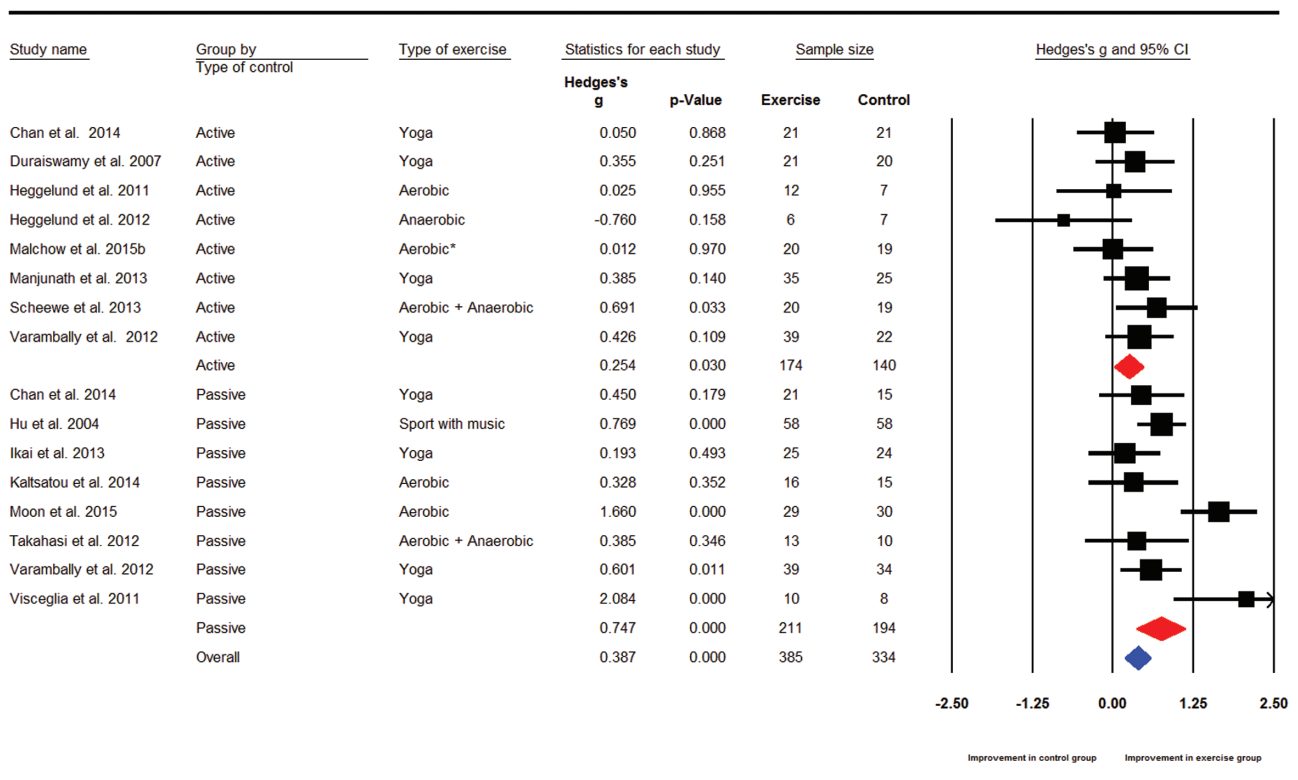 Study name Group by Type of exercise Statistics for each study Sample size Hedges's g and 95% CI
Type of control
Hedges's
g p-Value Exercise Control
Chan et al. 2014 Active Yoga 0.050 0.868 21 21
Duraiswamy et al. 2007 Active Yoga 0.355 0.251 21 20
Heggelund et al. 2011 Active Aerobic 0.025 0.955 12 7
Heggelund et al. 2012 Active Anaerobic -0.760 0.158 6 7
Malchow et al. 2015b Active Aerobic* 0.012 0.970 20 19
Manjunath et al. 2013 Active Yoga 0.385 0.140 35 25
Scheewe et al. 2013 Active Aerobic + Anaerobic 0.691 0.033 20 19
Varambally et al. 2012 Active Yoga 0.426 0.109 39 22
Active 0.254 0.030 174 140
Chan et al. 2014 Passive Yoga 0.450 0.179 21 15
Hu et al. 2004 Passive Sport with music 0.769 0.000 58 58
Ikai et al. 2013 Passive Yoga 0.193 0.493 25 24
Kaltsatou et al. 2014 Passive Aerobic 0.328 0.352 16 15
Moon et al. 2015 Passive Aerobic 1.660 0.000 29 30
Takahasi et al. 2012 Passive Aerobic + Anaerobic 0.385 0.346 13 10
Varambally et al. 2012 Passive Yoga 0.601 0.011 39 34
Visceglia et al. 2011 Passive Yoga 2.084 0.000 10 8
Passive 0.747 0.000 211 194
Overall 0.387 0.000 385 334
-2.50 -1.25 0.00 1.25 2.50
Improvement in control group Improvement in exercise group